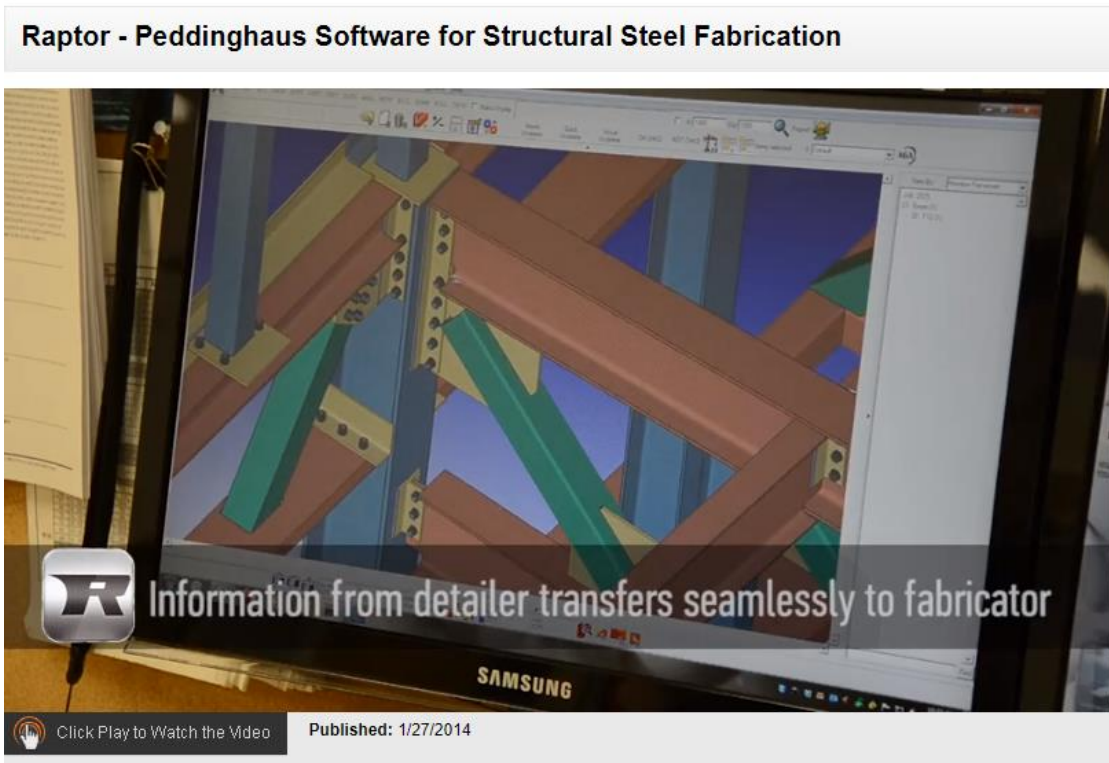 Raptor - Peddinghaus Software for Structural Steel Fabrication
R Information from detailer transfers seamlessly to fabricator
SAMSUNG
Click Play to Watch the Video
Published: 1/27/2014